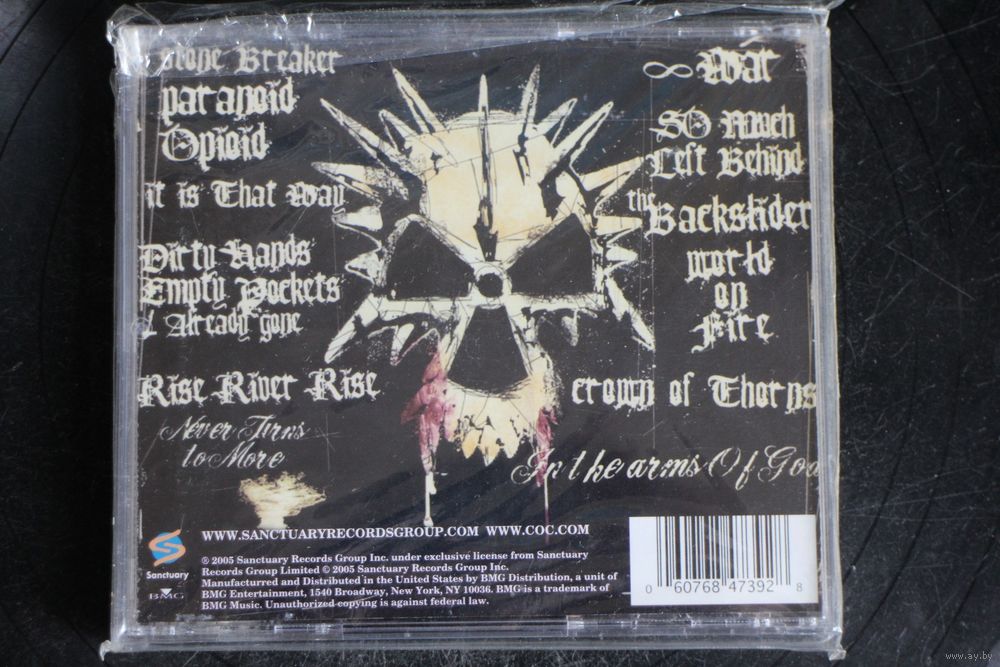 Stone Breaker
paranoid
Opioid
it is That Way
Dirty Hands
Empty Pockets
Already gone
Rise River Rise
Never Turns
to More
∞ War
SO Much
Left Behind
the
Backslider
world
on
Fire
crown of Thorns
In the arms Of God
WWW.SANCTUARYRECORDSGROUP.COM WWW.COC.COM
Sanctuary
BMG
℗ 2005 Sanctuary Records Group Inc. under exclusive license from Sanctuary
Records Group Limited © 2005 Sanctuary Records Group Inc.
Manufacturred and Distributed in the United States by BMG Distribution, a unit of
BMG Entertainment, 1540 Broadway, New York, NY 10036. BMG is a trademark of
BMG Music. Unauthorized copying is against federal law.
0 60768 47392 8
www.ay.by